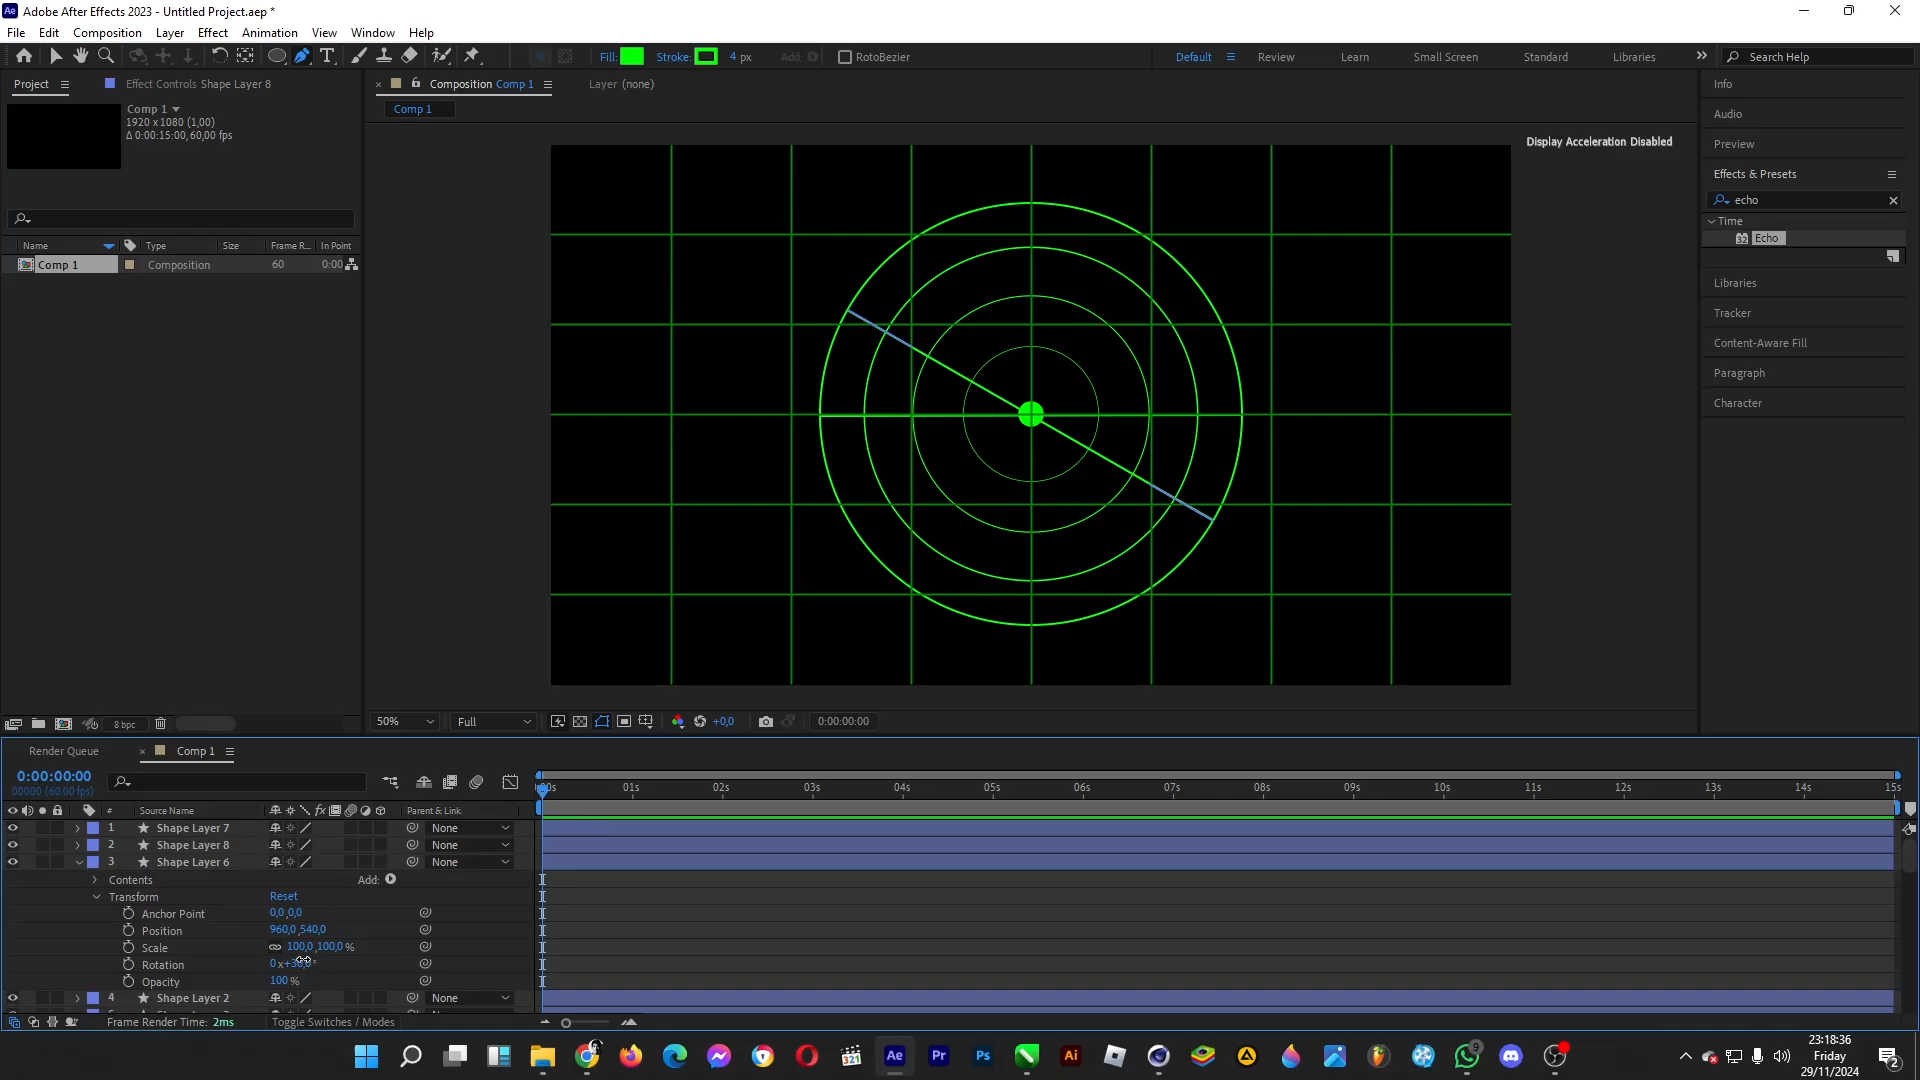 Adobe After Effects 2023 - Untitled Project.aep *
File Edit Composition Layer Effect Animation View Window Help
Fill: Stroke: 4 px Add: RotoBezier Default Review Learn Small Screen Standard Libraries Search Help
Project Effect Controls Shape Layer 8
Composition Comp 1 Layer (none)
Comp 1
Comp 1
1920 x 1080 (1,00)
Δ 0:00:15:00, 60,00 fps
Display Acceleration Disabled
Info
Audio
Preview
Effects & Presets
echo
Time
32 Echo
Libraries
Tracker
Content-Aware Fill
Paragraph
Character
Name Type Size Frame R... In Point
Comp 1 Composition 60 0:00
8 bpc
50% Full +0,0 0:00:00:00
Render Queue Comp 1
0:00:00:00
00000 (60.00 fps)
# Source Name fx Parent & Link
00s 01s 02s 03s 04s 05s 06s 07s 08s 09s 10s 11s 12s 13s 14s 15s
1 Shape Layer 7 None
2 Shape Layer 8 None
3 Shape Layer 6 None
Contents Add:
Transform Reset
Anchor Point 0,0 ,0,0
Position 960,0 ,540,0
Scale 100,0 ,100,0 %
Rotation 0 x
Opacity 100 %
4 Shape Layer 2 None
Frame Render Time: 2ms Toggle Switches / Modes
321 Ae Pr Ps Ai 9
23:18:36
Friday
29/11/2024
2